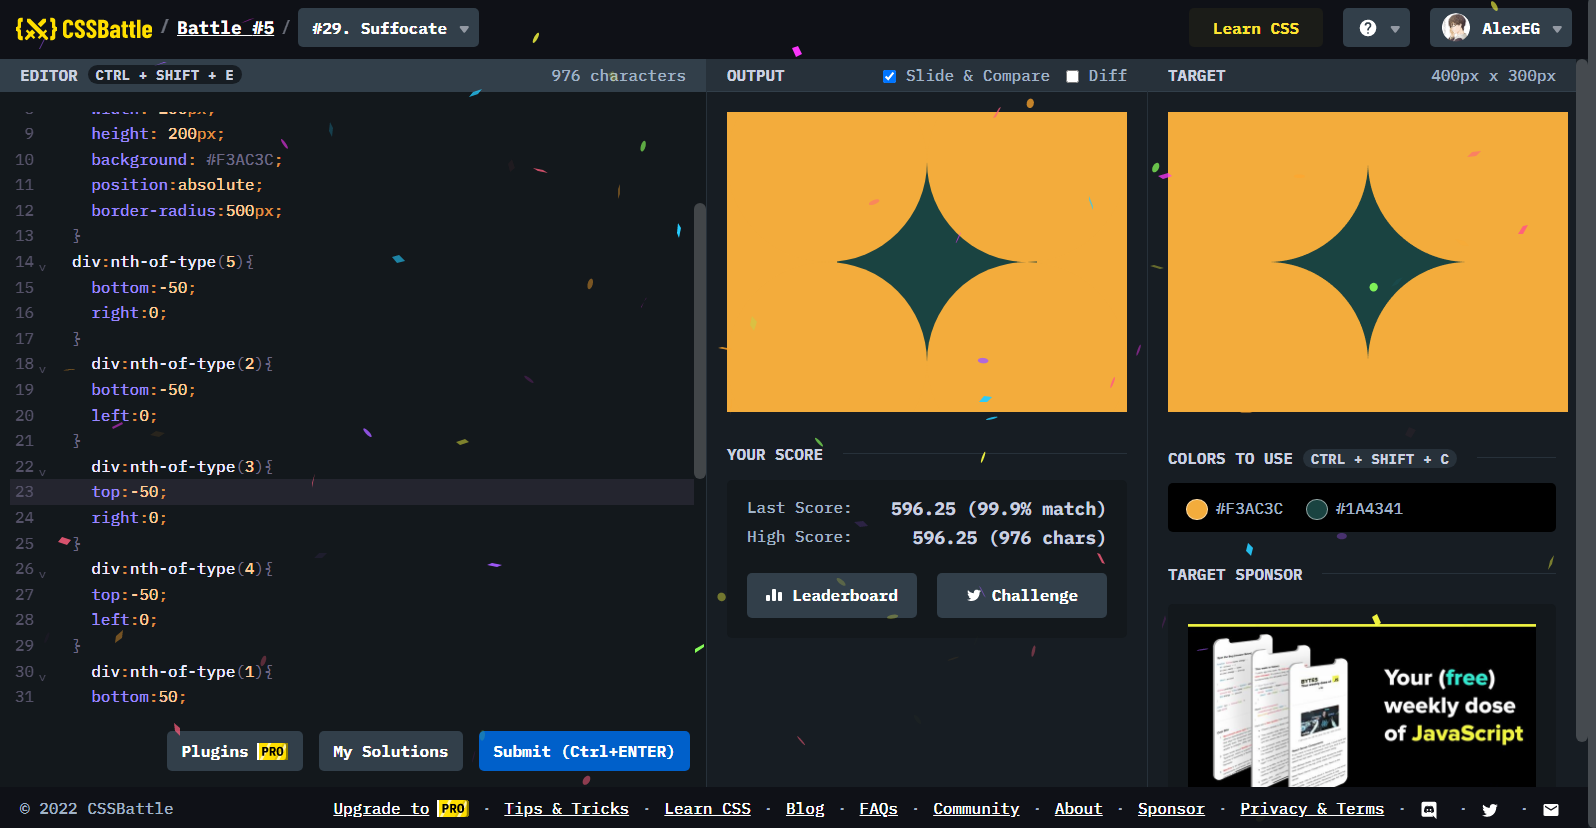 CSSBattle / Battle #5 / #29. Suffocate
Learn CSS
AlexEG
EDITOR CTRL + SHIFT + E 976 characters
OUTPUT Slide & Compare Diff
TARGET 400px x 300px
8 width: 200px;
9 height: 200px;
10 background: #F3AC3C;
11 position:absolute;
12 border-radius:500px;
13 }
14 div:nth-of-type(5){
15 bottom:-50;
16 right:0;
17 }
18 div:nth-of-type(2){
19 bottom:-50;
20 left:0;
21 }
22 div:nth-of-type(3){
23 top:-50;
24 right:0;
25 }
26 div:nth-of-type(4){
27 top:-50;
28 left:0;
29 }
30 div:nth-of-type(1){
31 bottom:50;
Plugins PRO
My Solutions
Submit (Ctrl+ENTER)
YOUR SCORE
Last Score: 596.25 (99.9% match)
High Score: 596.25 (976 chars)
Leaderboard
Challenge
COLORS TO USE CTRL + SHIFT + C
#F3AC3C #1A4341
TARGET SPONSOR
BYTES
Your (free)
weekly dose
of JavaScript
© 2022 CSSBattle
Upgrade to PRO · Tips & Tricks · Learn CSS · Blog · FAQs · Community · About · Sponsor · Privacy & Terms · · ·